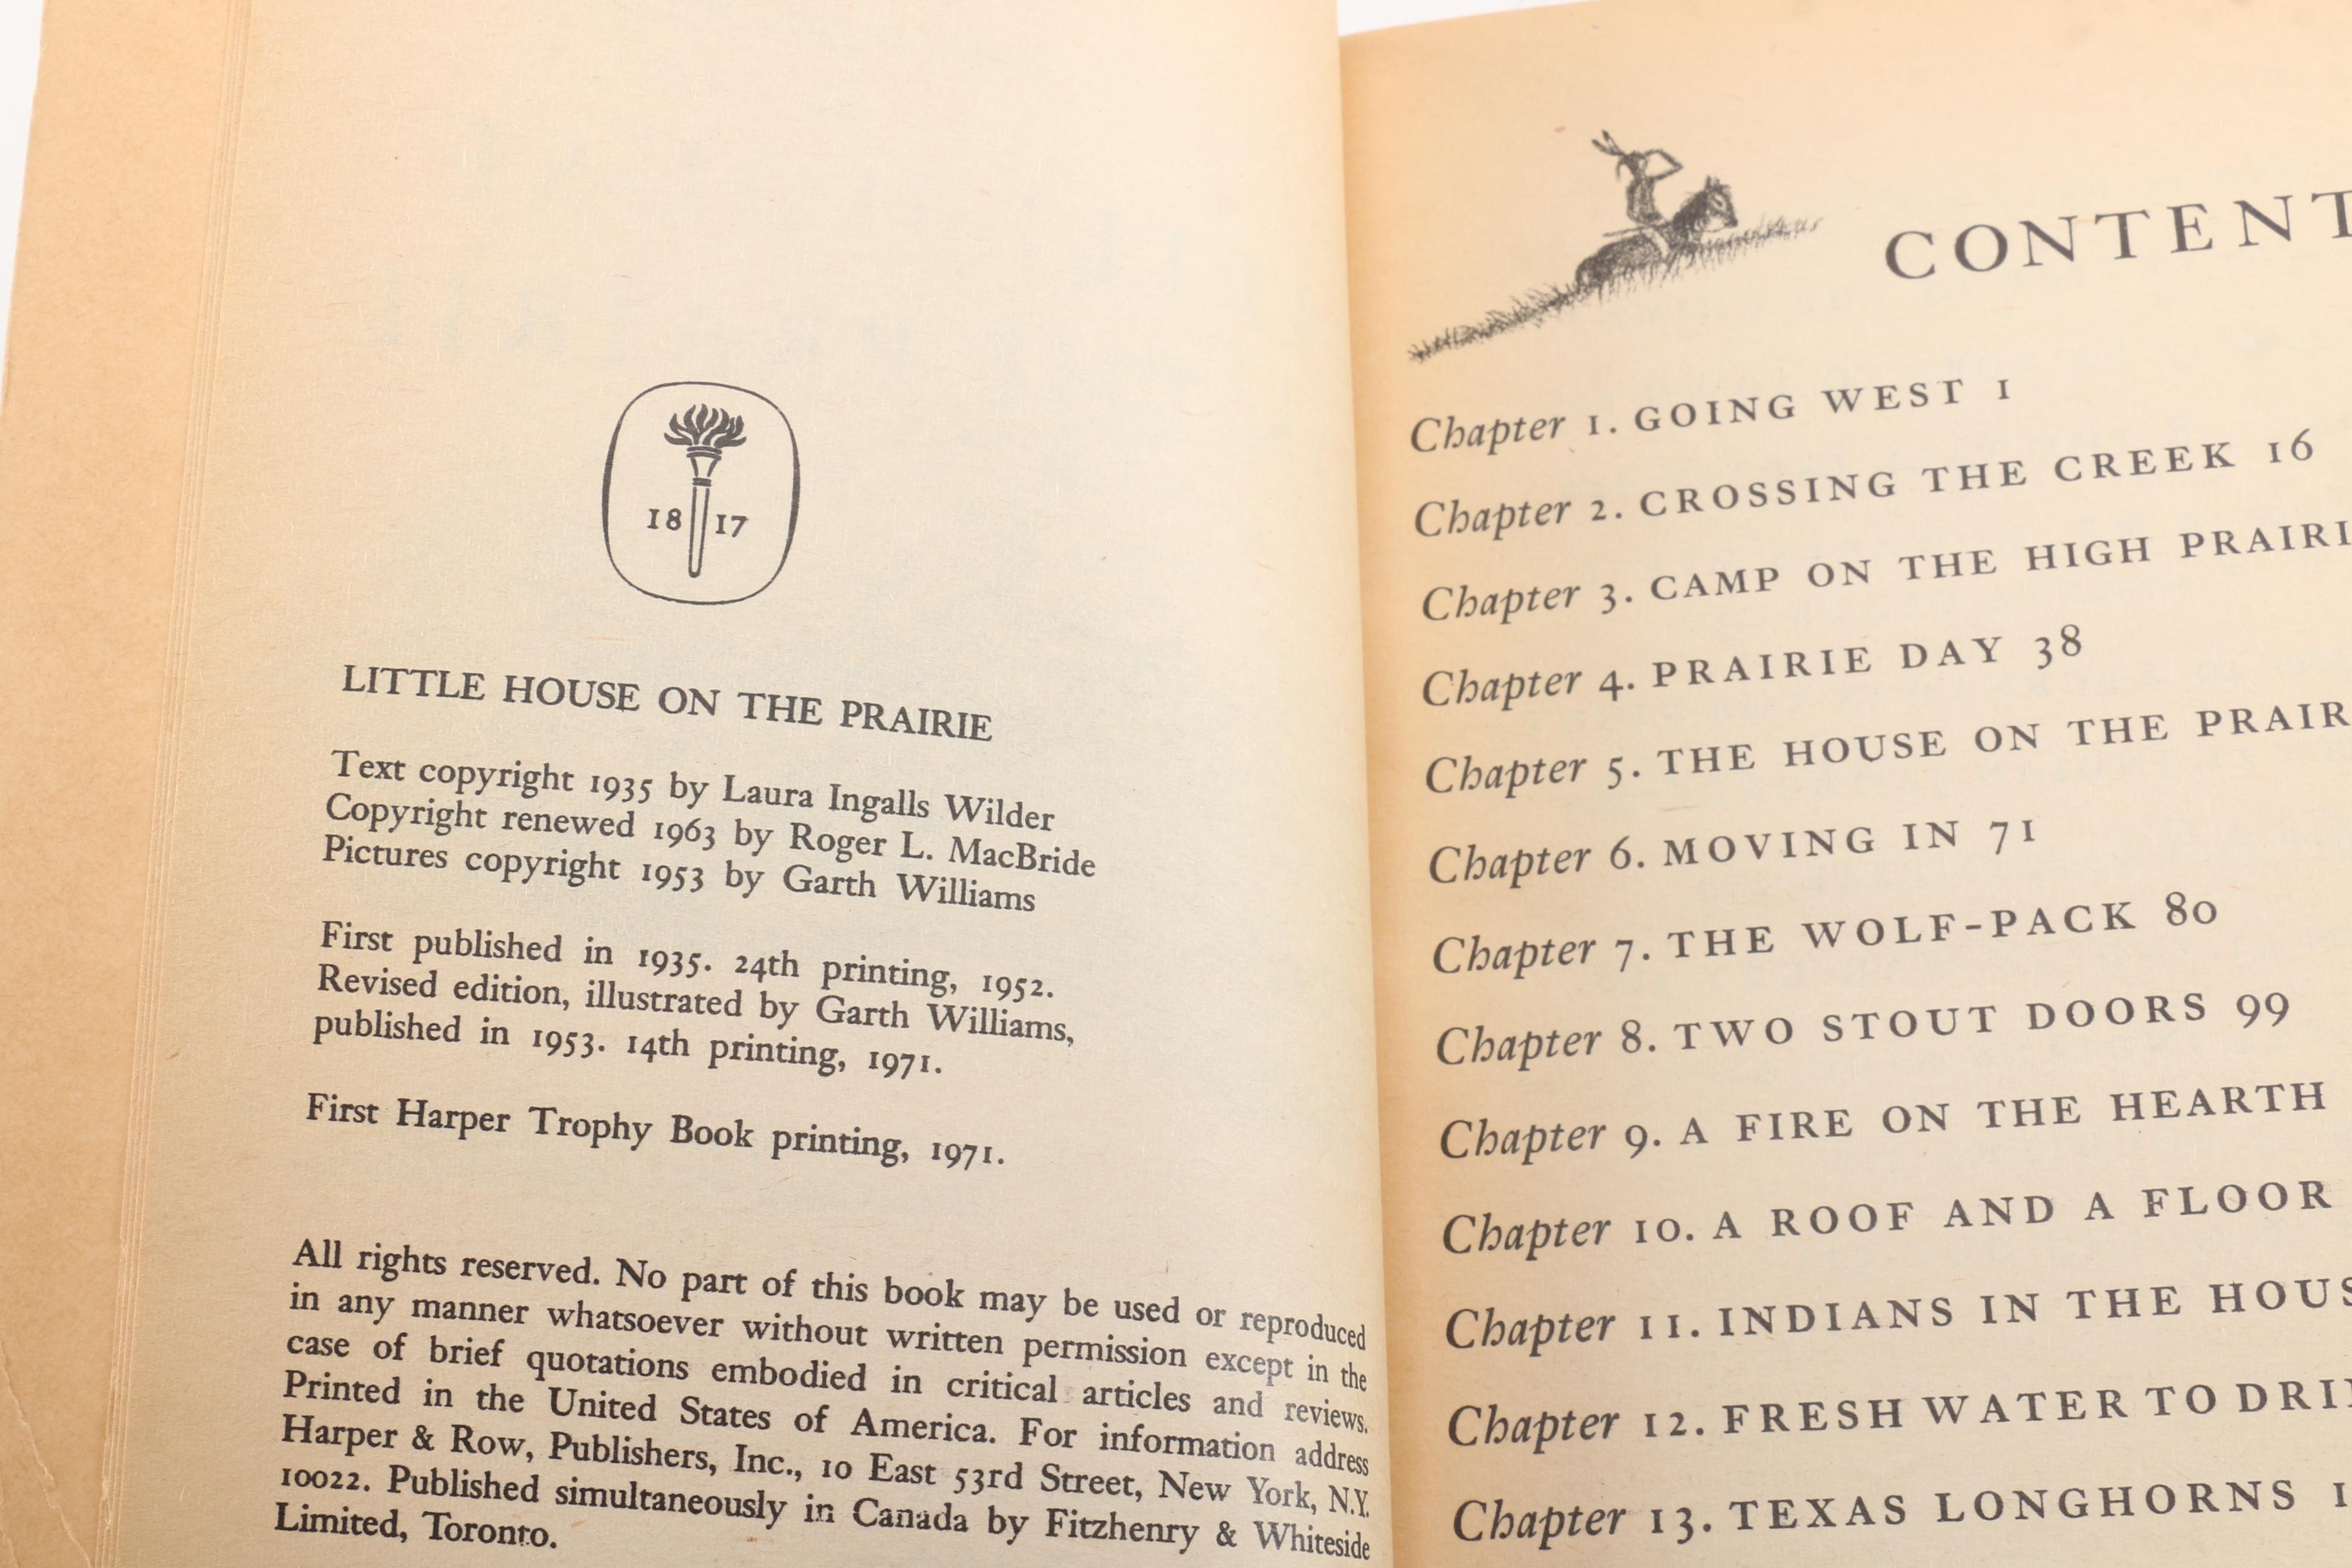 18 17
LITTLE HOUSE ON THE PRAIRIE
Text copyright 1935 by Laura Ingalls Wilder
Copyright renewed 1963 by Roger L. MacBride
Pictures copyright 1953 by Garth Williams
First published in 1935. 24th printing, 1952.
Revised edition, illustrated by Garth Williams,
published in 1953. 14th printing, 1971.
First Harper Trophy Book printing, 1971.
All rights reserved. No part of this book may be used or reproduced
in any manner whatsoever without written permission except in the
case of brief quotations embodied in critical articles and reviews.
Printed in the United States of America. For information address
Harper & Row, Publishers, Inc., 10 East 53rd Street, New York, N.Y.
10022. Published simultaneously in Canada by Fitzhenry & Whiteside
Limited, Toronto.
CONTENT
Chapter 1. GOING WEST 1
Chapter 2. CROSSING THE CREEK 16
Chapter 3. CAMP ON THE HIGH PRAIRI
Chapter 4. PRAIRIE DAY 38
Chapter 5. THE HOUSE ON THE PRAIR
Chapter 6. MOVING IN 71
Chapter 7. THE WOLF-PACK 80
Chapter 8. TWO STOUT DOORS 99
Chapter 9. A FIRE ON THE HEARTH
Chapter 10. A ROOF AND A FLOOR
Chapter 11. INDIANS IN THE HOUS
Chapter 12. FRESH WATER TO DRI
Chapter 13. TEXAS LONGHORNS 1